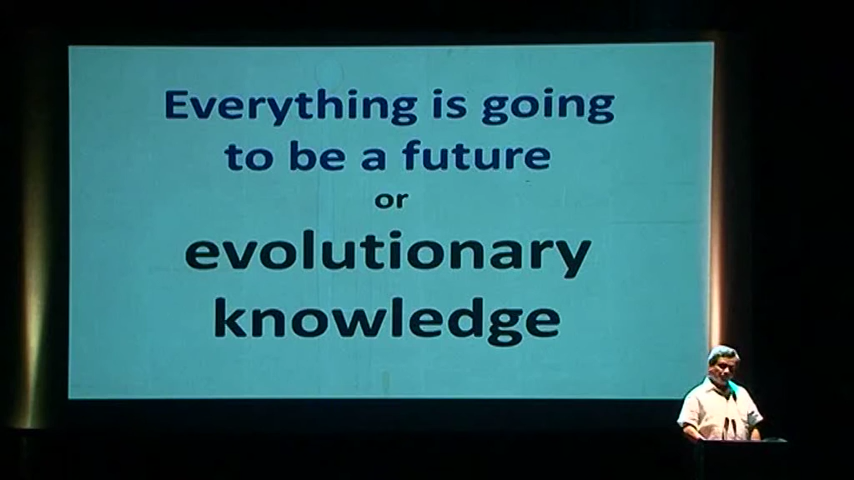 Everything is going
to be a future
or
evolutionary
knowledge